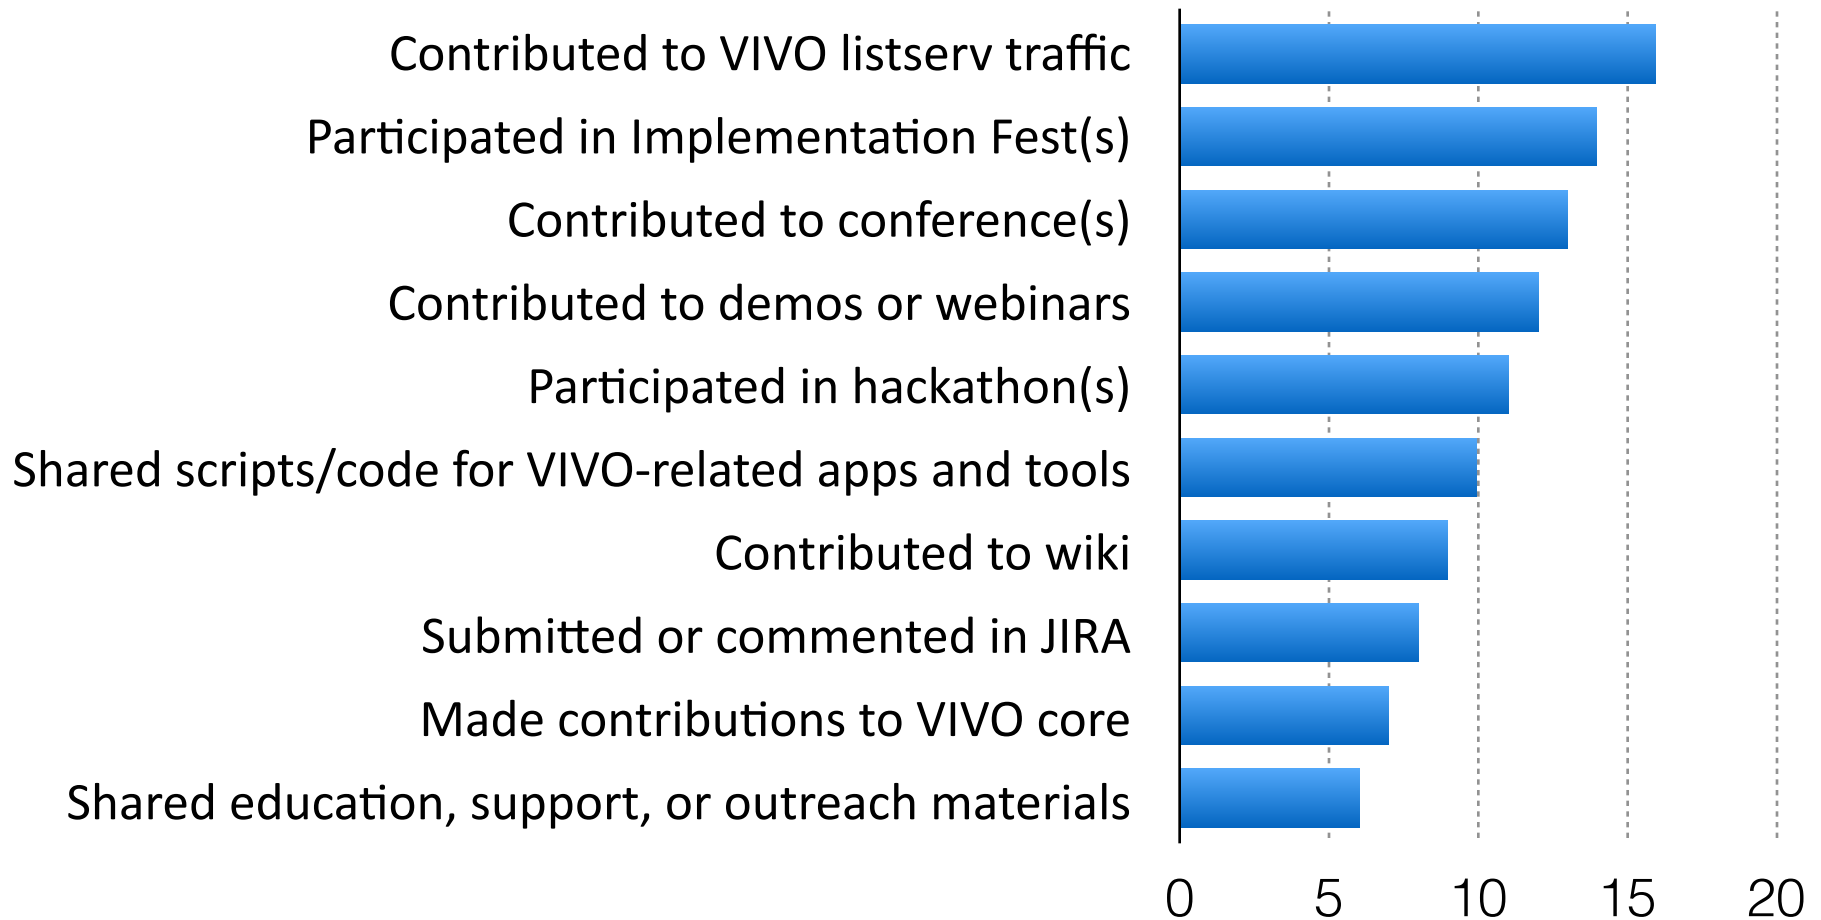 Contributed to VIVO listserv traffic
Participated in Implementation Fest(s)
Contributed to conference(s)
Contributed to demos or webinars
Participated in hackathon(s)
Shared scripts/code for VIVO-related apps and tools
Contributed to wiki
Submitted or commented in JIRA
Made contributions to VIVO core
Shared education, support, or outreach materials
0 5 10 15 20